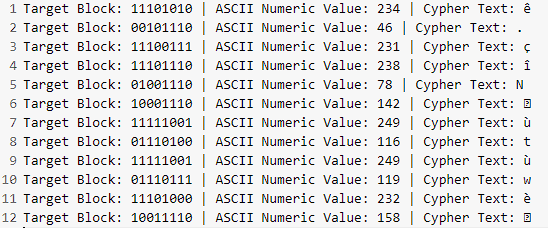 1 Target Block: 11101010 | ASCII Numeric Value: 234 | Cypher Text: ê
2 Target Block: 00101110 | ASCII Numeric Value: 46 | Cypher Text: .
3 Target Block: 11100111 | ASCII Numeric Value: 231 | Cypher Text: ç
4 Target Block: 11101110 | ASCII Numeric Value: 238 | Cypher Text: î
5 Target Block: 01001110 | ASCII Numeric Value: 78 | Cypher Text: N
6 Target Block: 10001110 | ASCII Numeric Value: 142 | Cypher Text: 
7 Target Block: 11111001 | ASCII Numeric Value: 249 | Cypher Text: ù
8 Target Block: 01110100 | ASCII Numeric Value: 116 | Cypher Text: t
9 Target Block: 11111001 | ASCII Numeric Value: 249 | Cypher Text: ù
10 Target Block: 01110111 | ASCII Numeric Value: 119 | Cypher Text: w
11 Target Block: 11101000 | ASCII Numeric Value: 232 | Cypher Text: è
12 Target Block: 10011110 | ASCII Numeric Value: 158 | Cypher Text: